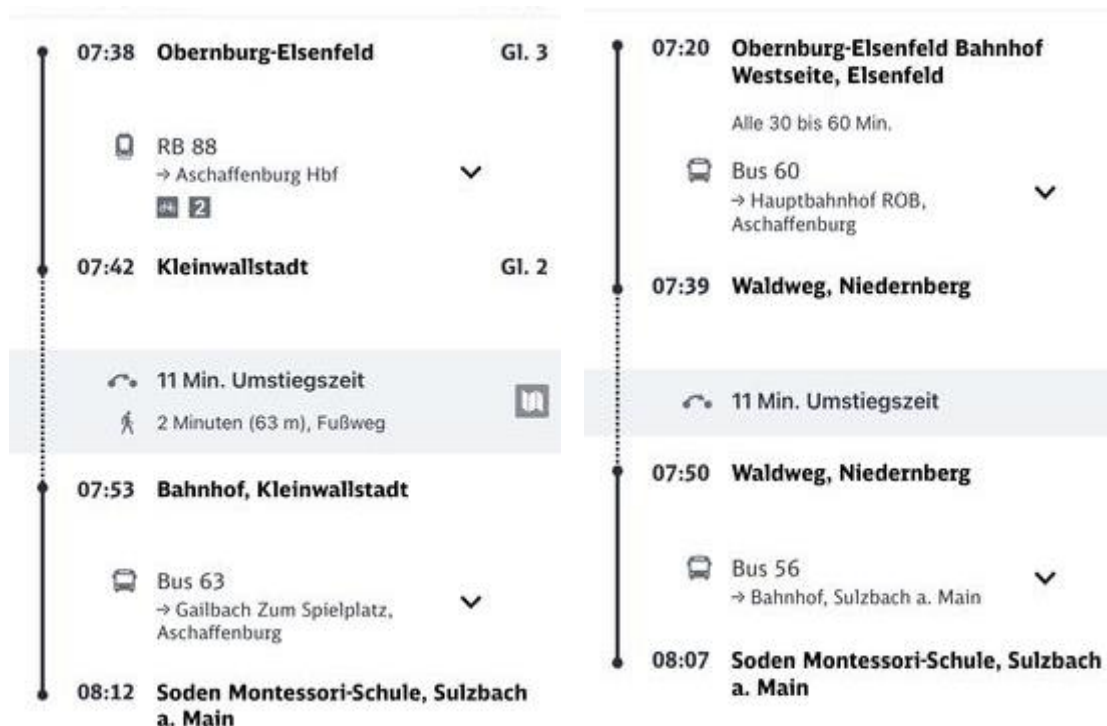 07:38 Obernburg-Elsenfeld Gl. 3
RB 88
→ Aschaffenburg Hbf
2
07:42 Kleinwallstadt Gl. 2
11 Min. Umstiegszeit
2 Minuten (63 m), Fußweg
07:53 Bahnhof, Kleinwallstadt
Bus 63
→ Gailbach Zum Spielplatz,
Aschaffenburg
08:12 Soden Montessori-Schule, Sulzbach
a. Main
07:20 Obernburg-Elsenfeld Bahnhof
Westseite, Elsenfeld
Alle 30 bis 60 Min.
Bus 60
→ Hauptbahnhof ROB,
Aschaffenburg
07:39 Waldweg, Niedernberg
11 Min. Umstiegszeit
07:50 Waldweg, Niedernberg
Bus 56
→ Bahnhof, Sulzbach a. Main
08:07 Soden Montessori-Schule, Sulzbach
a. Main